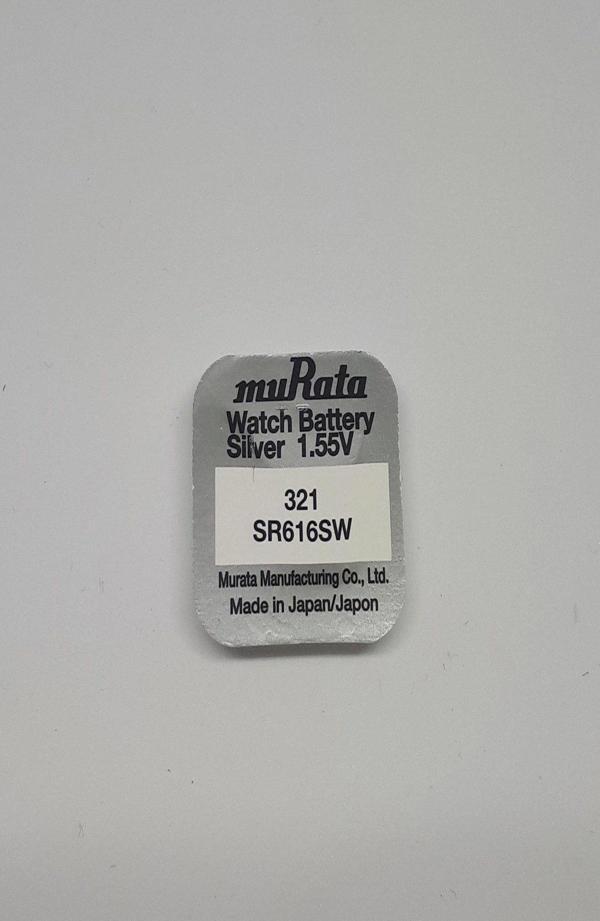 muRata
Watch Battery
Silver 1.55V
321
SR616SW
Murata Manufacturing Co., Ltd.
Made in Japan/Japon